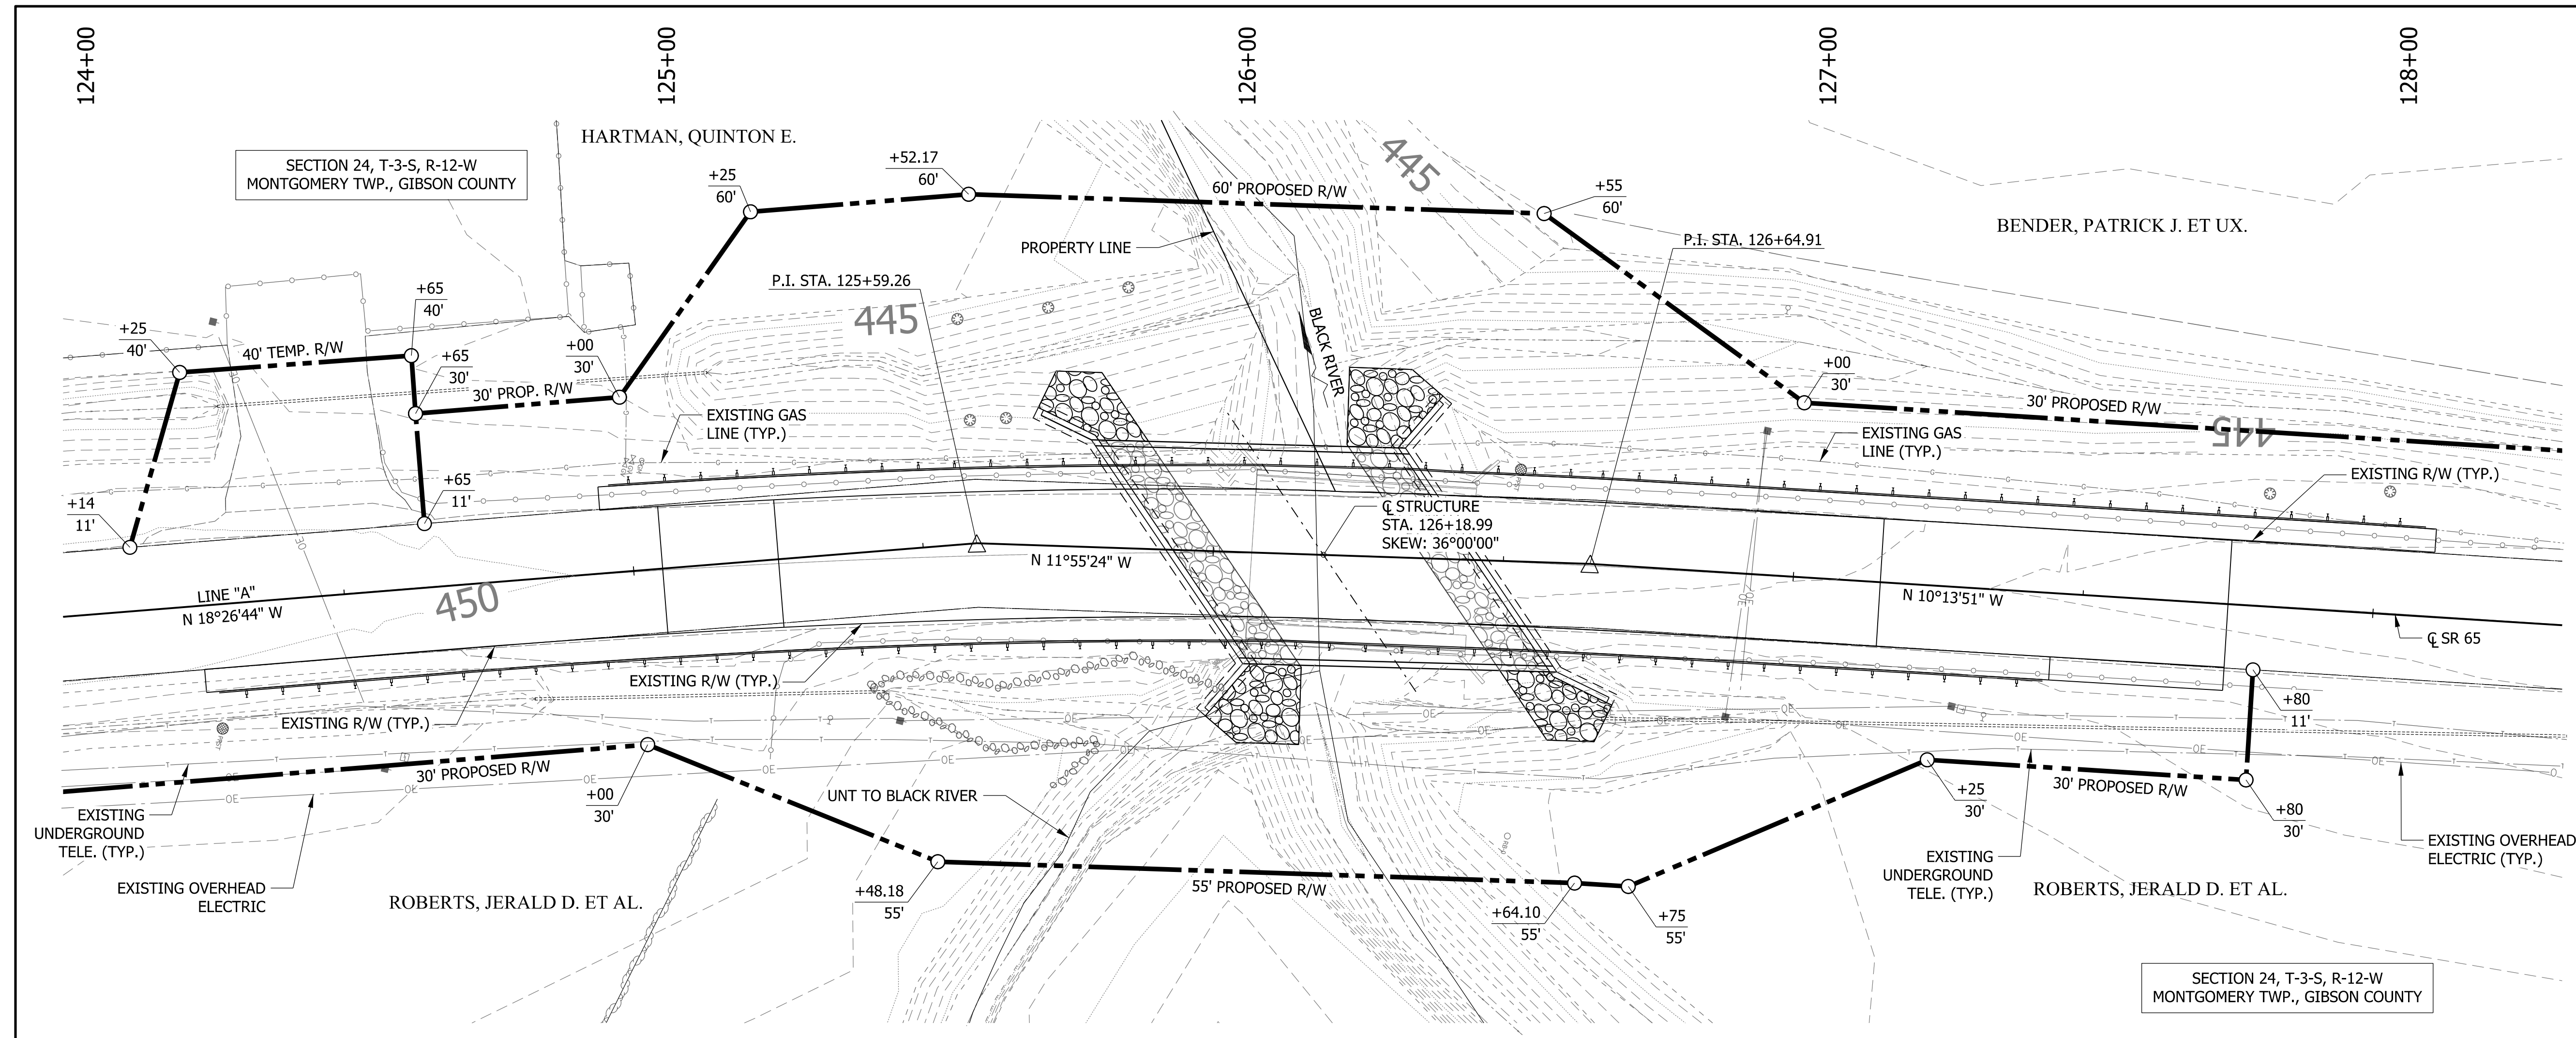 124+00
125+00
126+00
127+00
128+00
HARTMAN, QUINTON E.
SECTION 24, T-3-S, R-12-W
MONTGOMERY TWP., GIBSON COUNTY
+25
60'
+52.17
60'
60' PROPOSED R/W
445
+55
60'
BENDER, PATRICK J. ET UX.
PROPERTY LINE
P.I. STA. 126+64.91
P.I. STA. 125+59.26
445
BLACK RIVER
+25
40'
40' TEMP. R/W
+65
40'
+65
30'
30' PROP. R/W
+00
30'
+00
30'
30' PROPOSED R/W
445
EXISTING GAS
LINE (TYP.)
EXISTING GAS
LINE (TYP.)
EXISTING R/W (TYP.)
+14
11'
+65
11'
℄ STRUCTURE
STA. 126+18.99
SKEW: 36°00'00"
N 11°55'24" W
LINE "A"
N 18°26'44" W
450
N 10°13'51" W
℄ SR 65
EXISTING R/W (TYP.)
EXISTING R/W (TYP.)
+80
11'
30' PROPOSED R/W
+00
30'
UNT TO BLACK RIVER
+25
30'
30' PROPOSED R/W
+80
30'
EXISTING
UNDERGROUND
TELE. (TYP.)
EXISTING OVERHEAD
ELECTRIC
ROBERTS, JERALD D. ET AL.
+48.18
55'
55' PROPOSED R/W
+64.10
55'
+75
55'
EXISTING
UNDERGROUND
TELE. (TYP.)
ROBERTS, JERALD D. ET AL.
EXISTING OVERHEAD
ELECTRIC (TYP.)
SECTION 24, T-3-S, R-12-W
MONTGOMERY TWP., GIBSON COUNTY